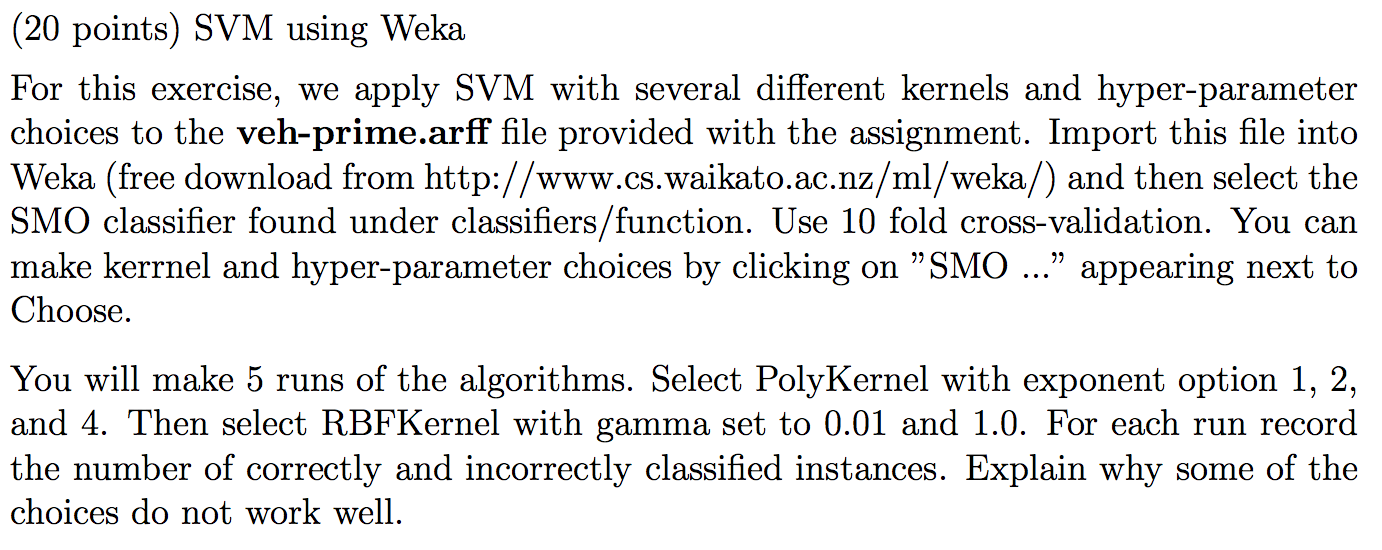 (20 points) SVM using Weka
For this exercise, we apply SVM with several different kernels and hyper-parameter
choices to the veh-prime.arff file provided with the assignment. Import this file into
Weka (free download from http://www.cs.waikato.ac.nz/ml/weka/) and then select the
SMO classifier found under classifiers/function. Use 10 fold cross-validation. You can
make kerrnel and hyper-parameter choices by clicking on ”SMO ...” appearing next to
Choose.
You will make 5 runs of the algorithms. Select PolyKernel with exponent option 1, 2,
and 4. Then select RBFKernel with gamma set to 0.01 and 1.0. For each run record
the number of correctly and incorrectly classified instances. Explain why some of the
choices do not work well.